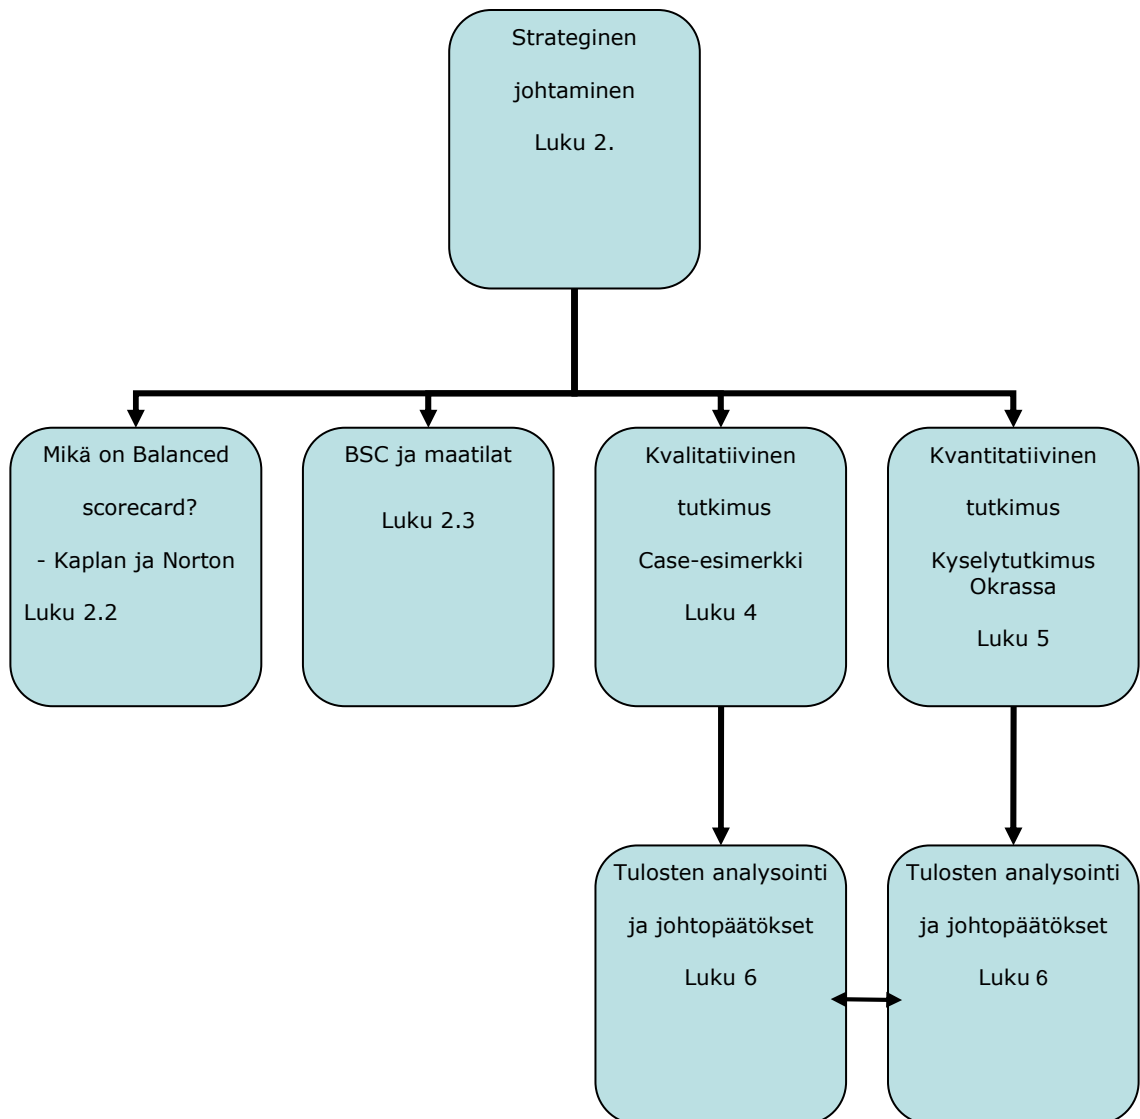 Strateginen
johtaminen
Luku 2.
Mikä on Balanced
scorecard?
- Kaplan ja Norton
Luku 2.2
BSC ja maatilat
Luku 2.3
Kvalitatiivinen
tutkimus
Case-esimerkki
Luku 4
Kvantitatiivinen
tutkimus
Kyselytutkimus
Okrassa
Luku 5
Tulosten analysointi
ja johtopäätökset
Luku 6
Tulosten analysointi
ja johtopäätökset
Luku 6